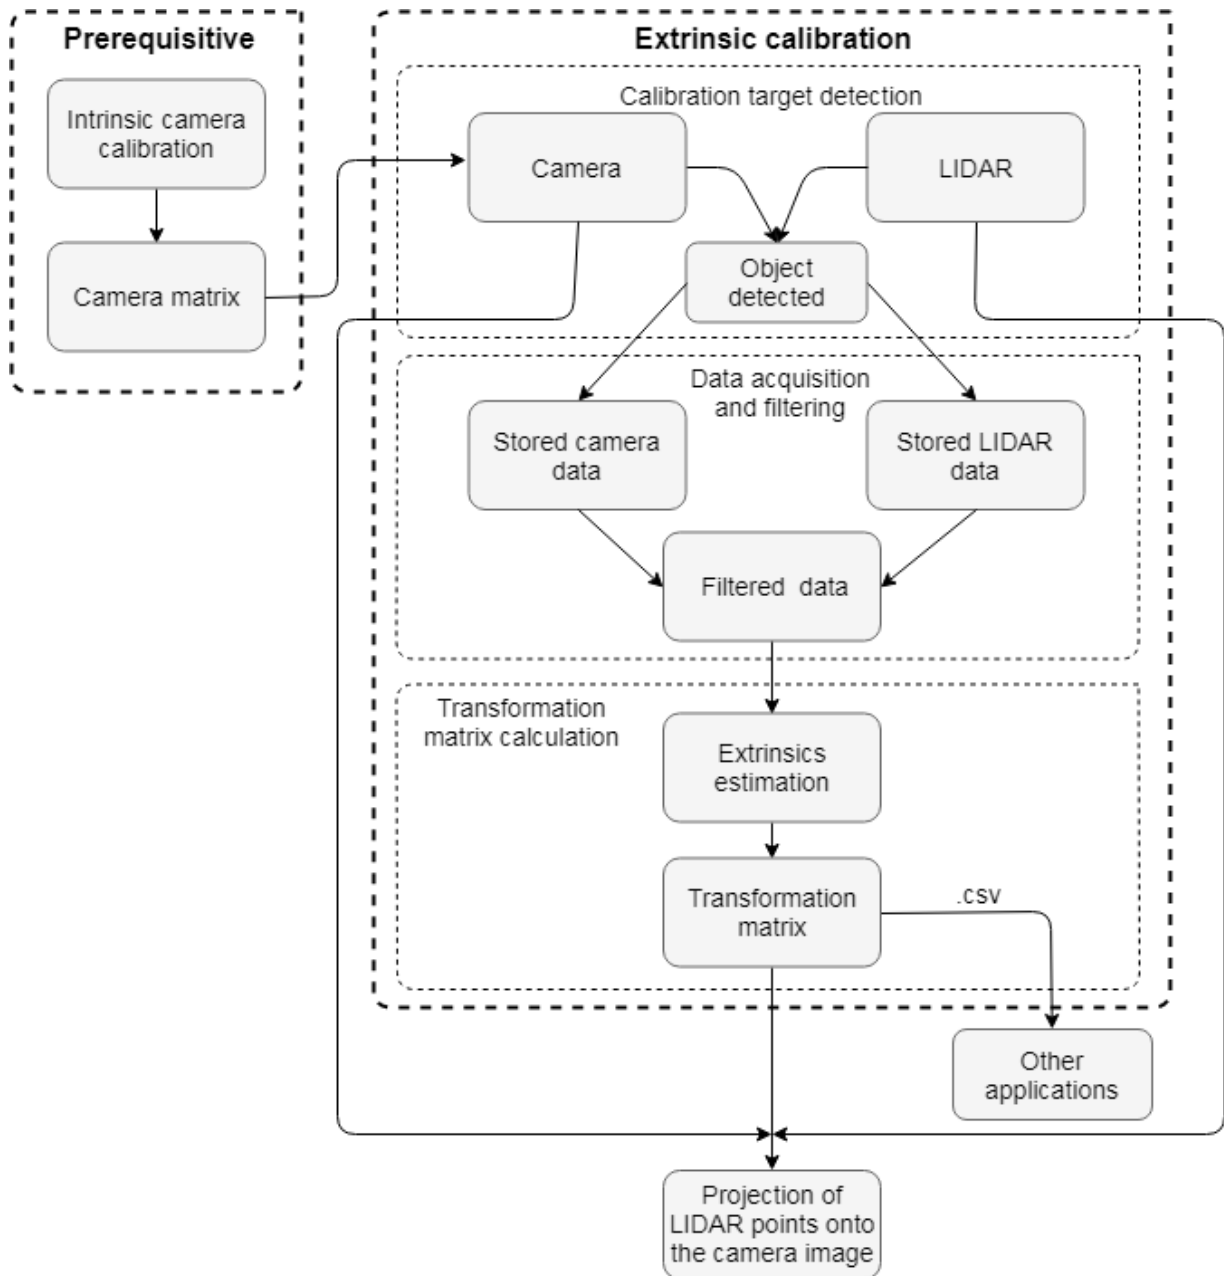 Prerequisitive
Intrinsic camera
calibration
Camera matrix
Extrinsic calibration
Calibration target detection
Camera
LIDAR
Object
detected
Data acquisition
and filtering
Stored camera
data
Stored LIDAR
data
Filtered  data
Transformation
matrix calculation
Extrinsics
estimation
Transformation
matrix
.csv
Other
applications
Projection of
LIDAR points onto
the camera image